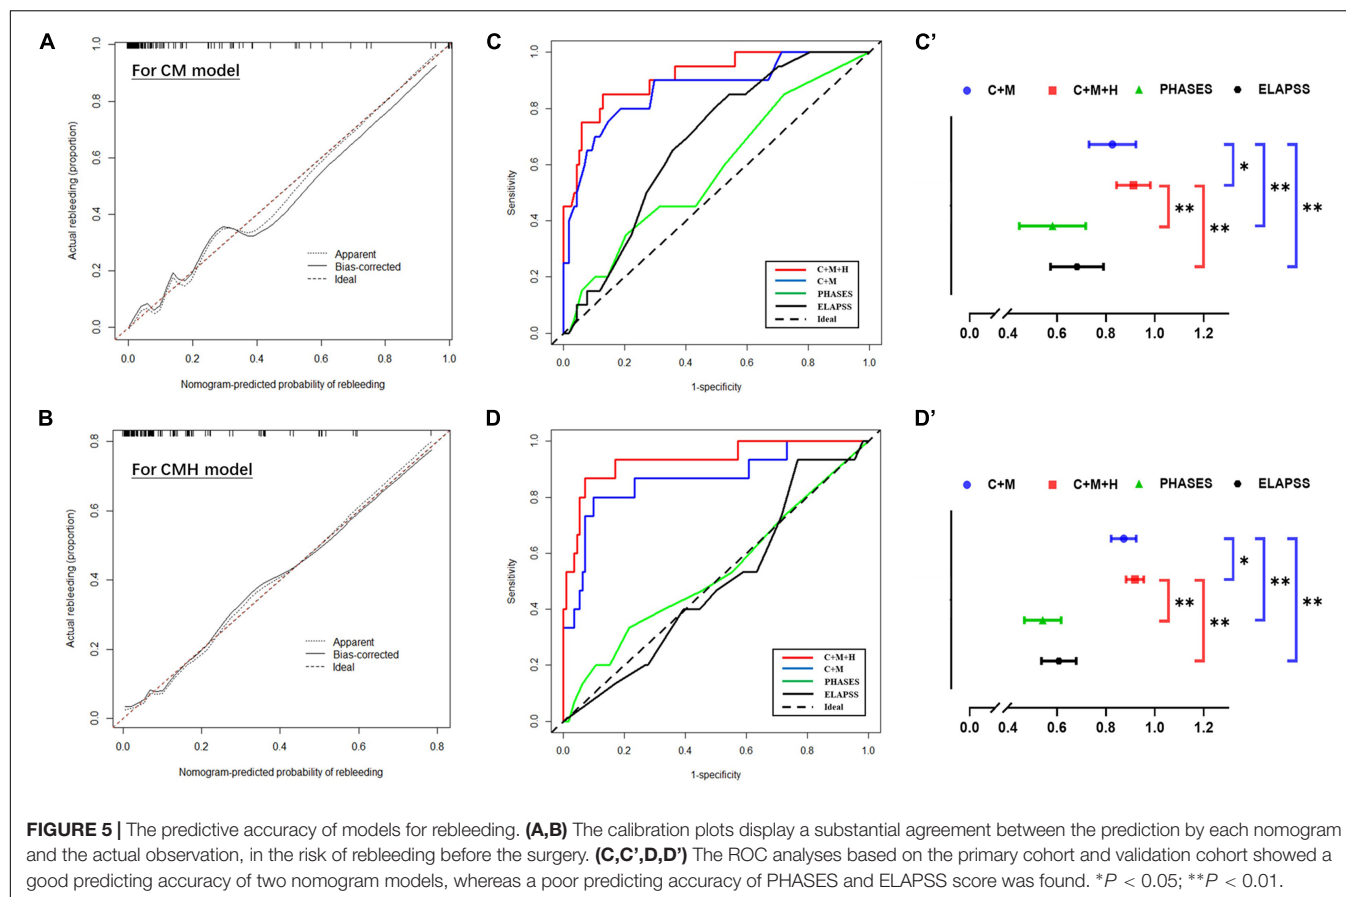 A
For CM model
Actual rebleeding (proportion)
1.0
0.8
0.6
0.4
0.2
0.0
Apparent
Bias-corrected
Ideal
0.0 0.2 0.4 0.6 0.8 1.0
Nomogram-predicted probability of rebleeding
C
Sensitivity
1.0
0.8
0.6
0.4
0.2
0.0
C+M+H
C+M
PHASES
ELAPSS
Ideal
0.0 0.2 0.4 0.6 0.8 1.0
1-specificity
C’
C+M C+M+H PHASES ELAPSS
*
**
**
**
**
0.0 0.4 0.6 0.8 1.0 1.2
B
For CMH model
Actual rebleeding (proportion)
0.8
0.6
0.4
0.2
0.0
Apparent
Bias-corrected
Ideal
0.0 0.2 0.4 0.6 0.8
Nomogram-predicted probability of rebleeding
D
Sensitivity
1.0
0.8
0.6
0.4
0.2
0.0
C+M+H
C+M
PHASES
ELAPSS
Ideal
0.0 0.2 0.4 0.6 0.8 1.0
1-specificity
D’
C+M C+M+H PHASES ELAPSS
*
**
**
**
**
0.0 0.4 0.6 0.8 1.0 1.2
FIGURE 5 | The predictive accuracy of models for rebleeding. (A,B) The calibration plots display a substantial agreement between the prediction by each nomogram
and the actual observation, in the risk of rebleeding before the surgery. (C,C’,D,D’) The ROC analyses based on the primary cohort and validation cohort showed a
good predicting accuracy of two nomogram models, whereas a poor predicting accuracy of PHASES and ELAPSS score was found. *P < 0.05; **P < 0.01.